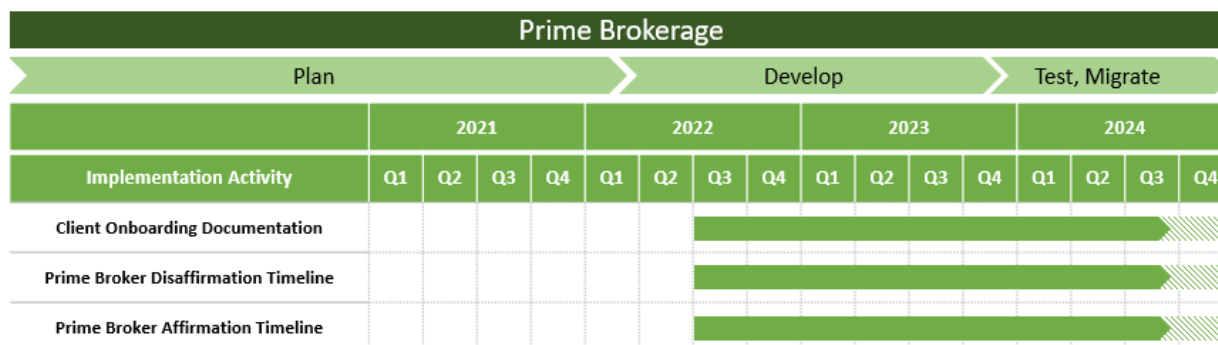 Prime Brokerage
Plan Develop Test, Migrate
2021 2022 2023 2024
Implementation Activity Q1 Q2 Q3 Q4 Q1 Q2 Q3 Q4 Q1 Q2 Q3 Q4 Q1 Q2 Q3 Q4
Client Onboarding Documentation
Prime Broker Disaffirmation Timeline
Prime Broker Affirmation Timeline